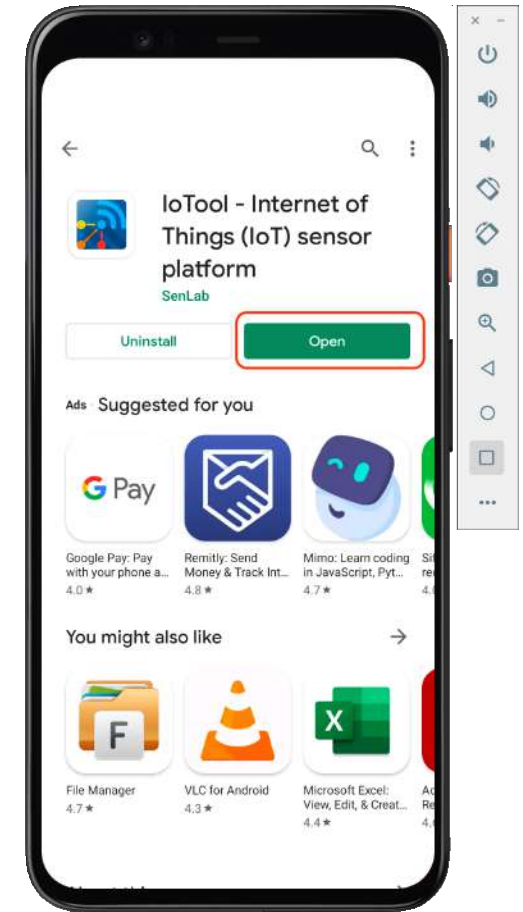 IoTool - Internet of
Things (IoT) sensor
platform
SenLab
Uninstall
Open
Ads · Suggested for you
G Pay
Google Pay: Pay
with your phone a...
4.0 ★
Remitly: Send
Money & Track Int...
4.8 ★
Mimo: Learn coding
in JavaScript, Pyt...
4.7 ★
You might also like
F
X
File Manager
4.7 ★
VLC for Android
4.3 ★
Microsoft Excel:
View, Edit, & Creat...
4.4 ★